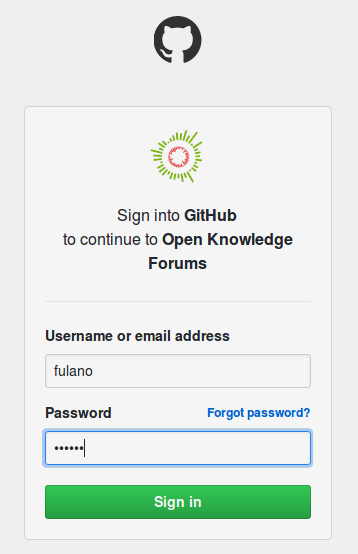 Sign into GitHub
to continue to Open Knowledge
Forums
Username or email address
fulano
Password Forgot password?
••••••
Sign in